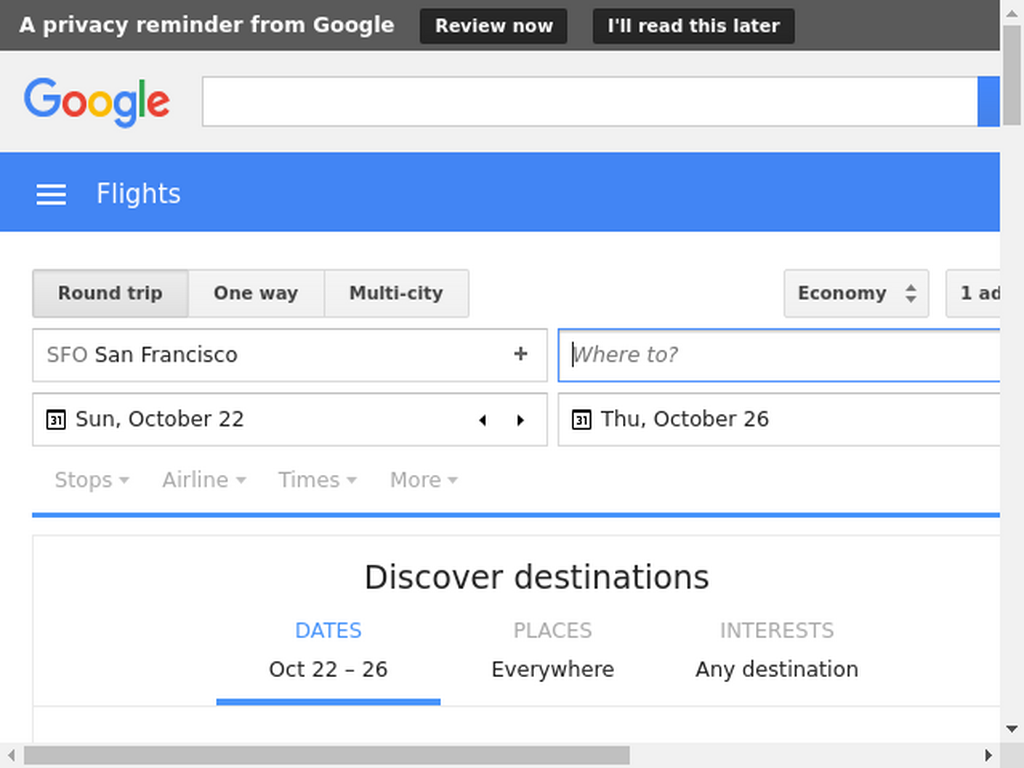 A privacy reminder from Google Review now I'll read this later
Google
Flights
Round trip One way Multi-city Economy 1 ad
SFO San Francisco + Where to?
31 Sun, October 22 31 Thu, October 26
Stops Airline Times More
Discover destinations
DATES PLACES INTERESTS
Oct 22 – 26 Everywhere Any destination